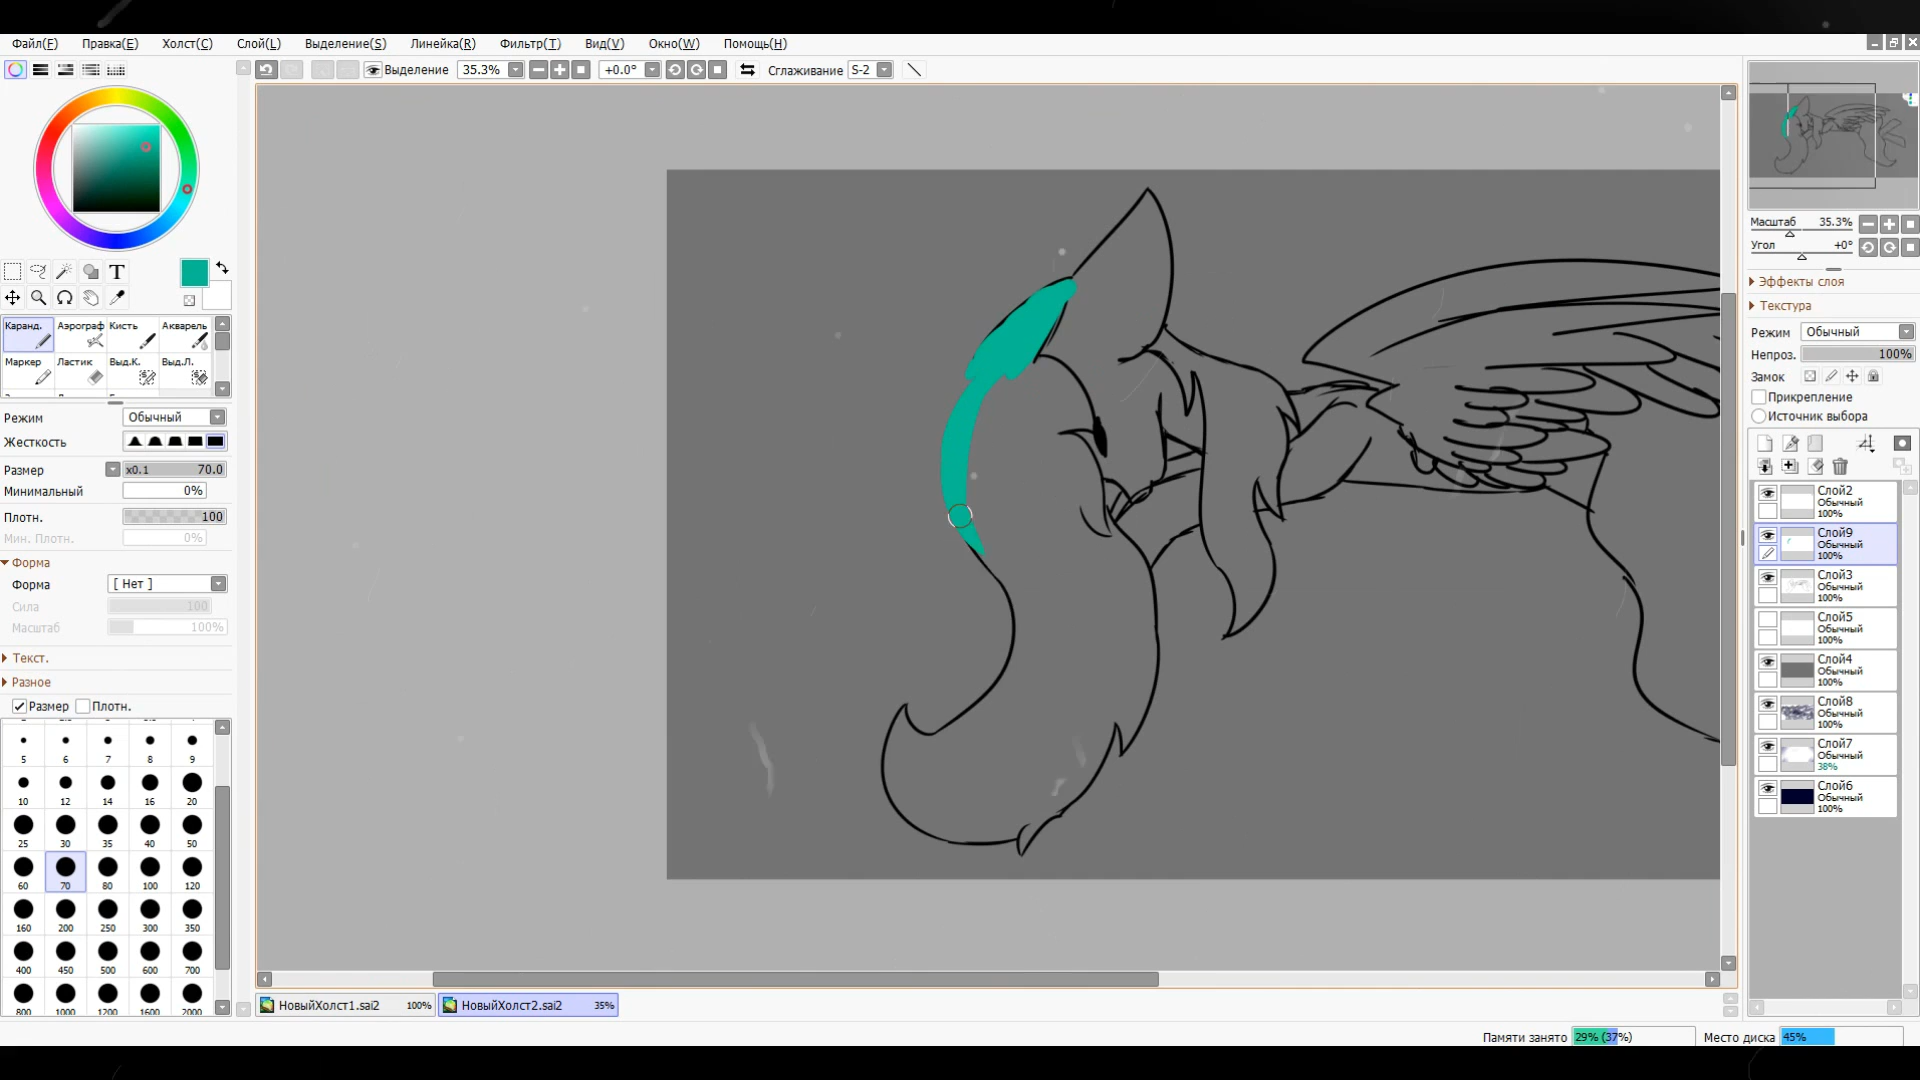 Файл(F) Правка(E) Холст(C) Слой(L) Выделение(S) Линейка(R) Фильтр(T) Вид(V) Окно(W) Помощь(H)
Выделение 35.3% +0.0° Сглаживание S-2
T
Каранд. Аэрограф Кисть Акварель
Маркер Ластик Выд.К. Выд.Л.
Режим Обычный
Жесткость
Размер x0.1 70.0
Минимальный 0%
Плотн. 100
Мин. Плотн. 0%
Форма
Форма [ Нет ]
Сила 100
Масштаб 100%
Текст.
Разное
Размер Плотн.
5 6 7 8 9
10 12 14 16 20
25 30 35 40 50
60 70 80 100 120
160 200 250 300 350
400 450 500 600 700
800 1000 1200 1600 2000
НовыйХолст1.sai2 100% НовыйХолст2.sai2 35%
Масштаб 35.3%
Угол +0°
Эффекты слоя
Текстура
Режим Обычный
Непроз. 100%
Замок
Прикрепление
Источник выбора
Слой2
Обычный
100%
Слой9
Обычный
100%
Слой3
Обычный
100%
Слой5
Обычный
100%
Слой4
Обычный
100%
Слой8
Обычный
100%
Слой7
Обычный
38%
Слой6
Обычный
100%
Памяти занято 29% (37%) Место диска 45%